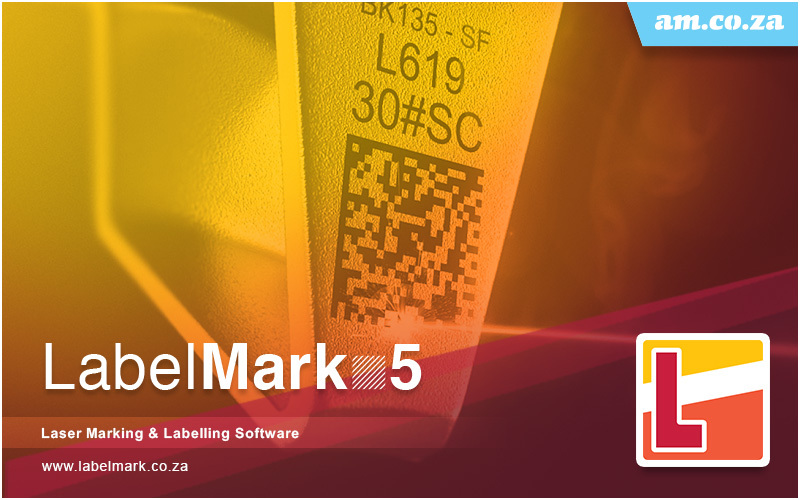 am.co.za
BK135 - SF
L619
30#SC
LabelMark 5
Laser Marking & Labelling Software
www.labelmark.co.za
L